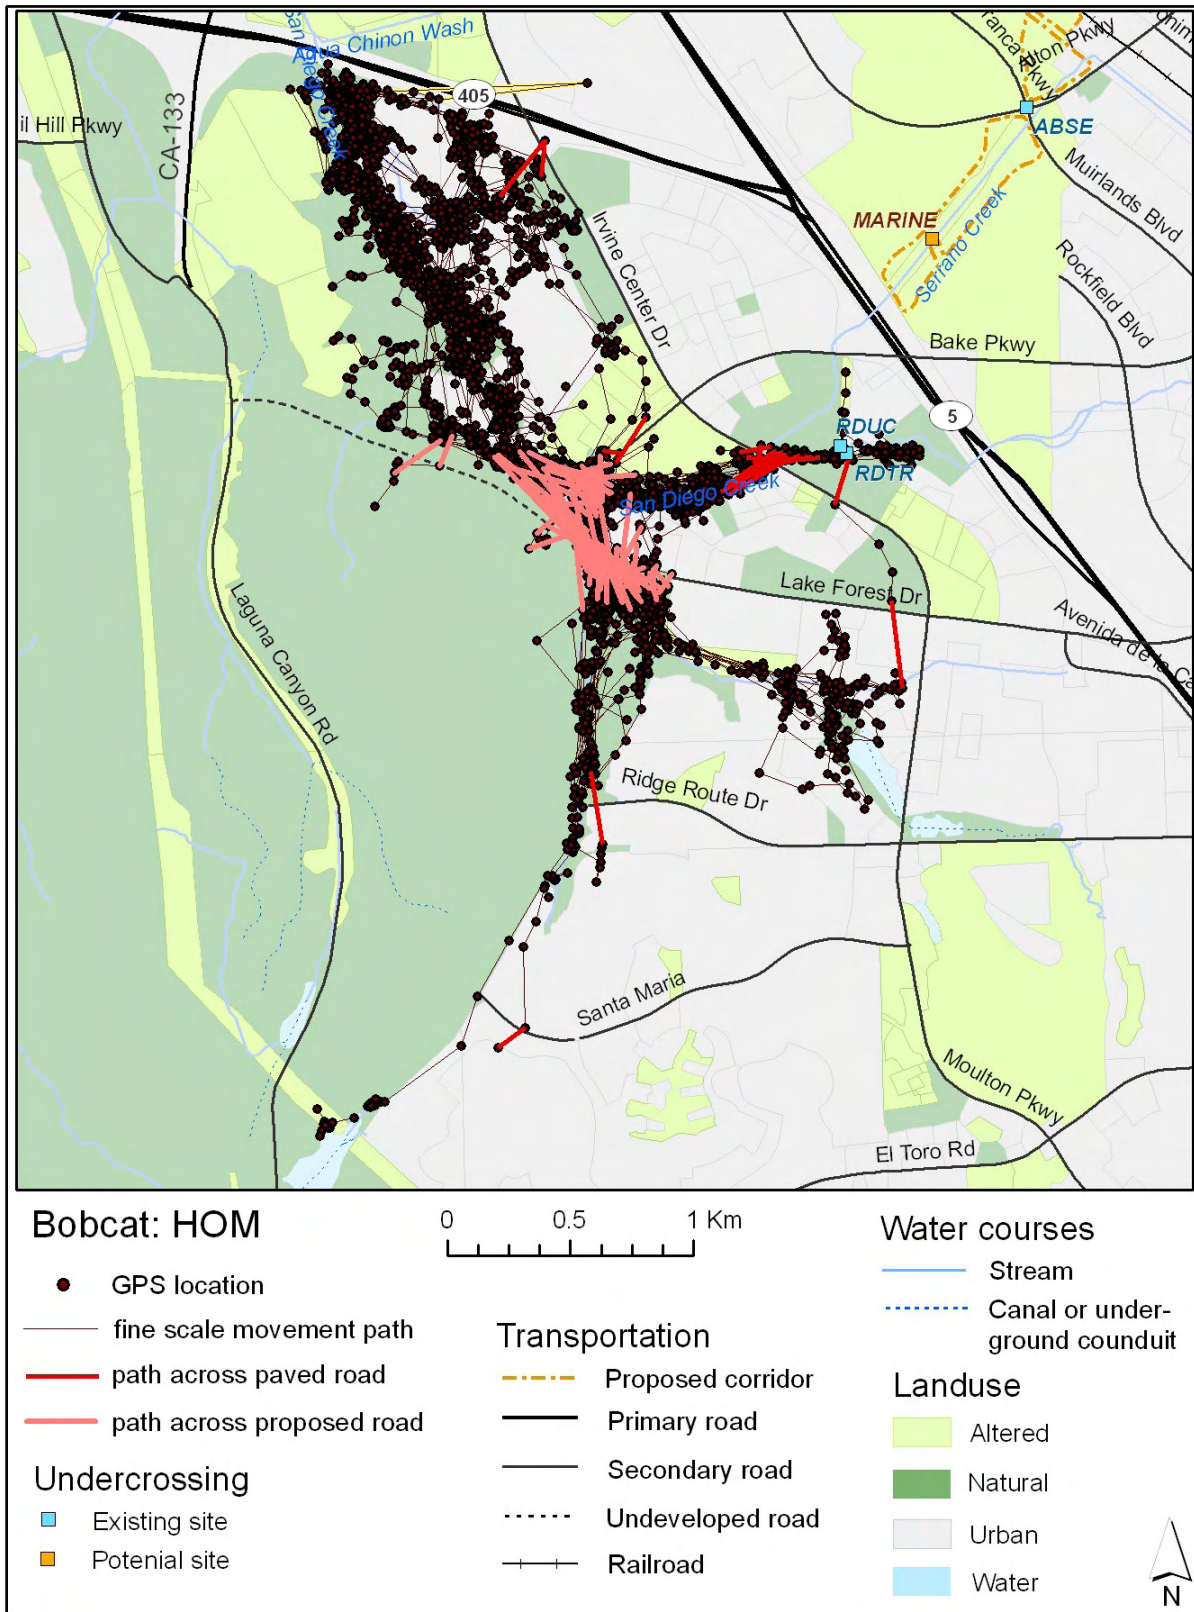 Agua Chinon Wash
San Diego Creek
405
il Hill Pkwy
CA-133
Irvine Center Dr
Alton Pkwy
ranca Pkwy
ABSE
Muirlands Blvd
MARINE
Serrano Creek
Rockfield Blvd
Bake Pkwy
5
RDUC
RDTR
San Diego Creek
Lake Forest Dr
Avenida de la Ca
Laguna Canyon Rd
Ridge Route Dr
Santa Maria
Moulton Pkwy
El Toro Rd
Bobcat: HOM
GPS location
fine scale movement path
path across paved road
path across proposed road
Undercrossing
Existing site
Potenial site
0 0.5 1 Km
Transportation
Proposed corridor
Primary road
Secondary road
Undeveloped road
Railroad
Water courses
Stream
Canal or under-
ground counduit
Landuse
Altered
Natural
Urban
Water
N